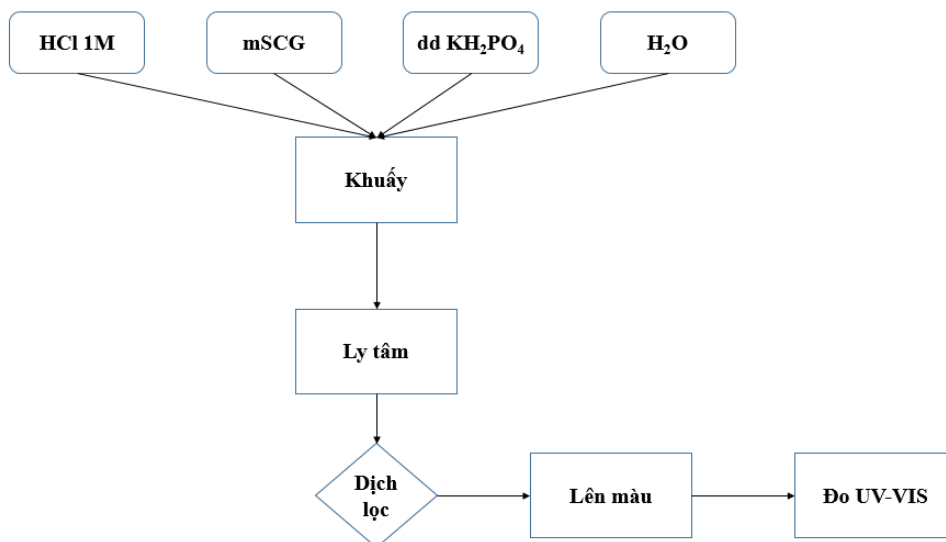 HCl 1M
mSCG
dd KH₂PO₄
H₂O
Khuấy
Ly tâm
Dịch
lọc
Lên màu
Đo UV-VIS